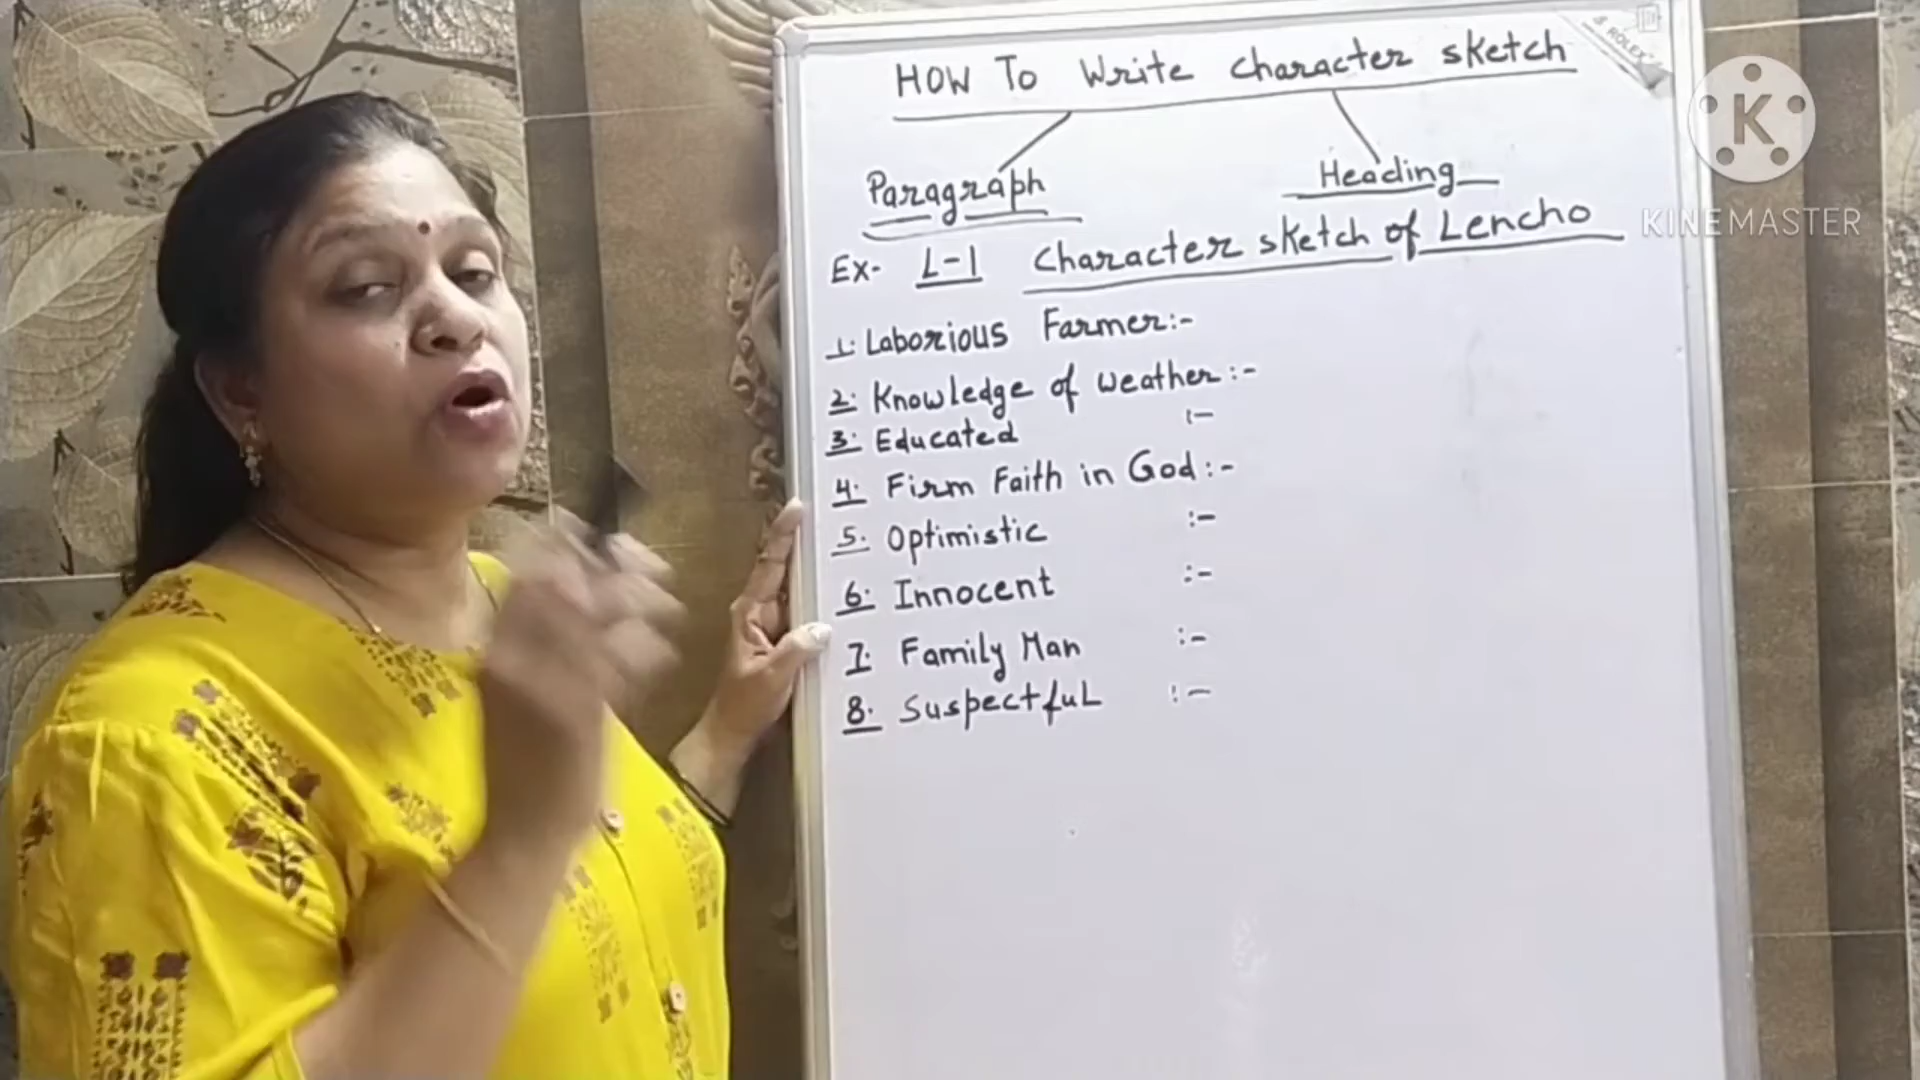 HOW To Write character sketch
Paragraph Heading
Ex- L-1 Character sketch of Lencho
1. Laborious Farmer:-
2. Knowledge of weather:-
3. Educated :-
4. Firm Faith in God:-
5. Optimistic :-
6. Innocent :-
7. Family Man :-
8. Suspectful :-
ROLEX
K
KINEMASTER